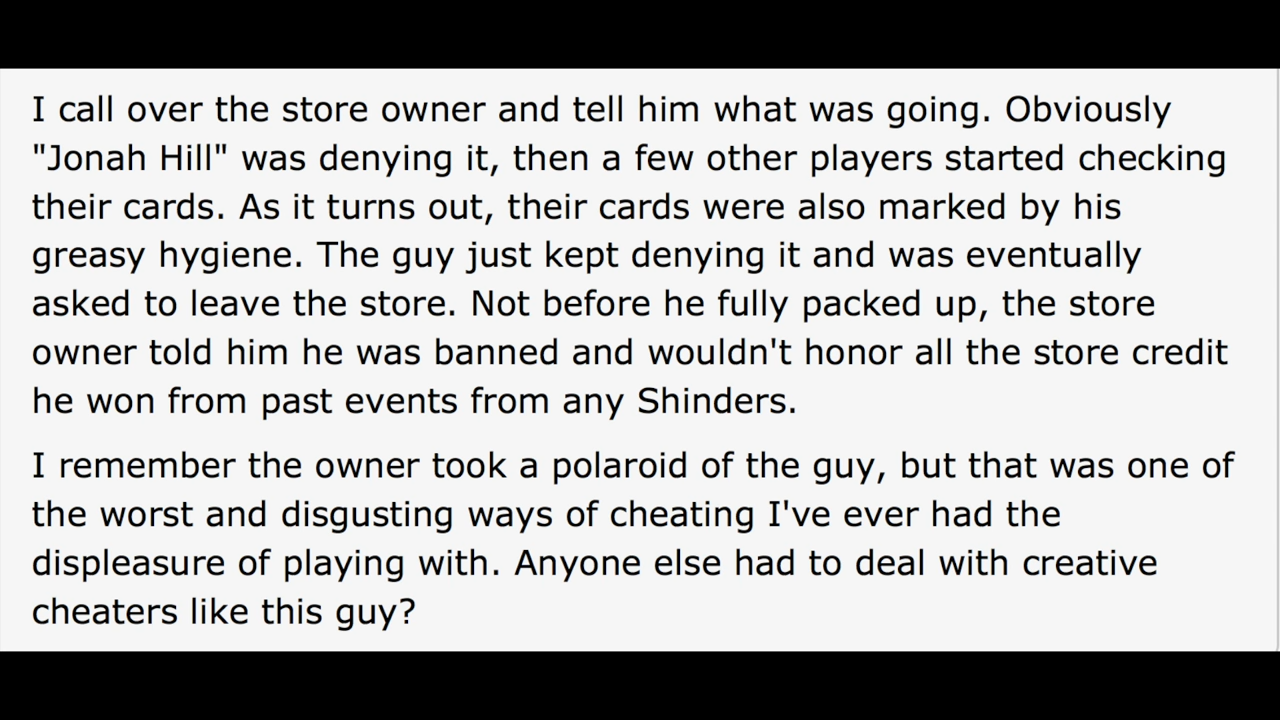 I call over the store owner and tell him what was going. Obviously
"Jonah Hill" was denying it, then a few other players started checking
their cards. As it turns out, their cards were also marked by his
greasy hygiene. The guy just kept denying it and was eventually
asked to leave the store. Not before he fully packed up, the store
owner told him he was banned and wouldn't honor all the store credit
he won from past events from any Shinders.
I remember the owner took a polaroid of the guy, but that was one of
the worst and disgusting ways of cheating I've ever had the
displeasure of playing with. Anyone else had to deal with creative
cheaters like this guy?